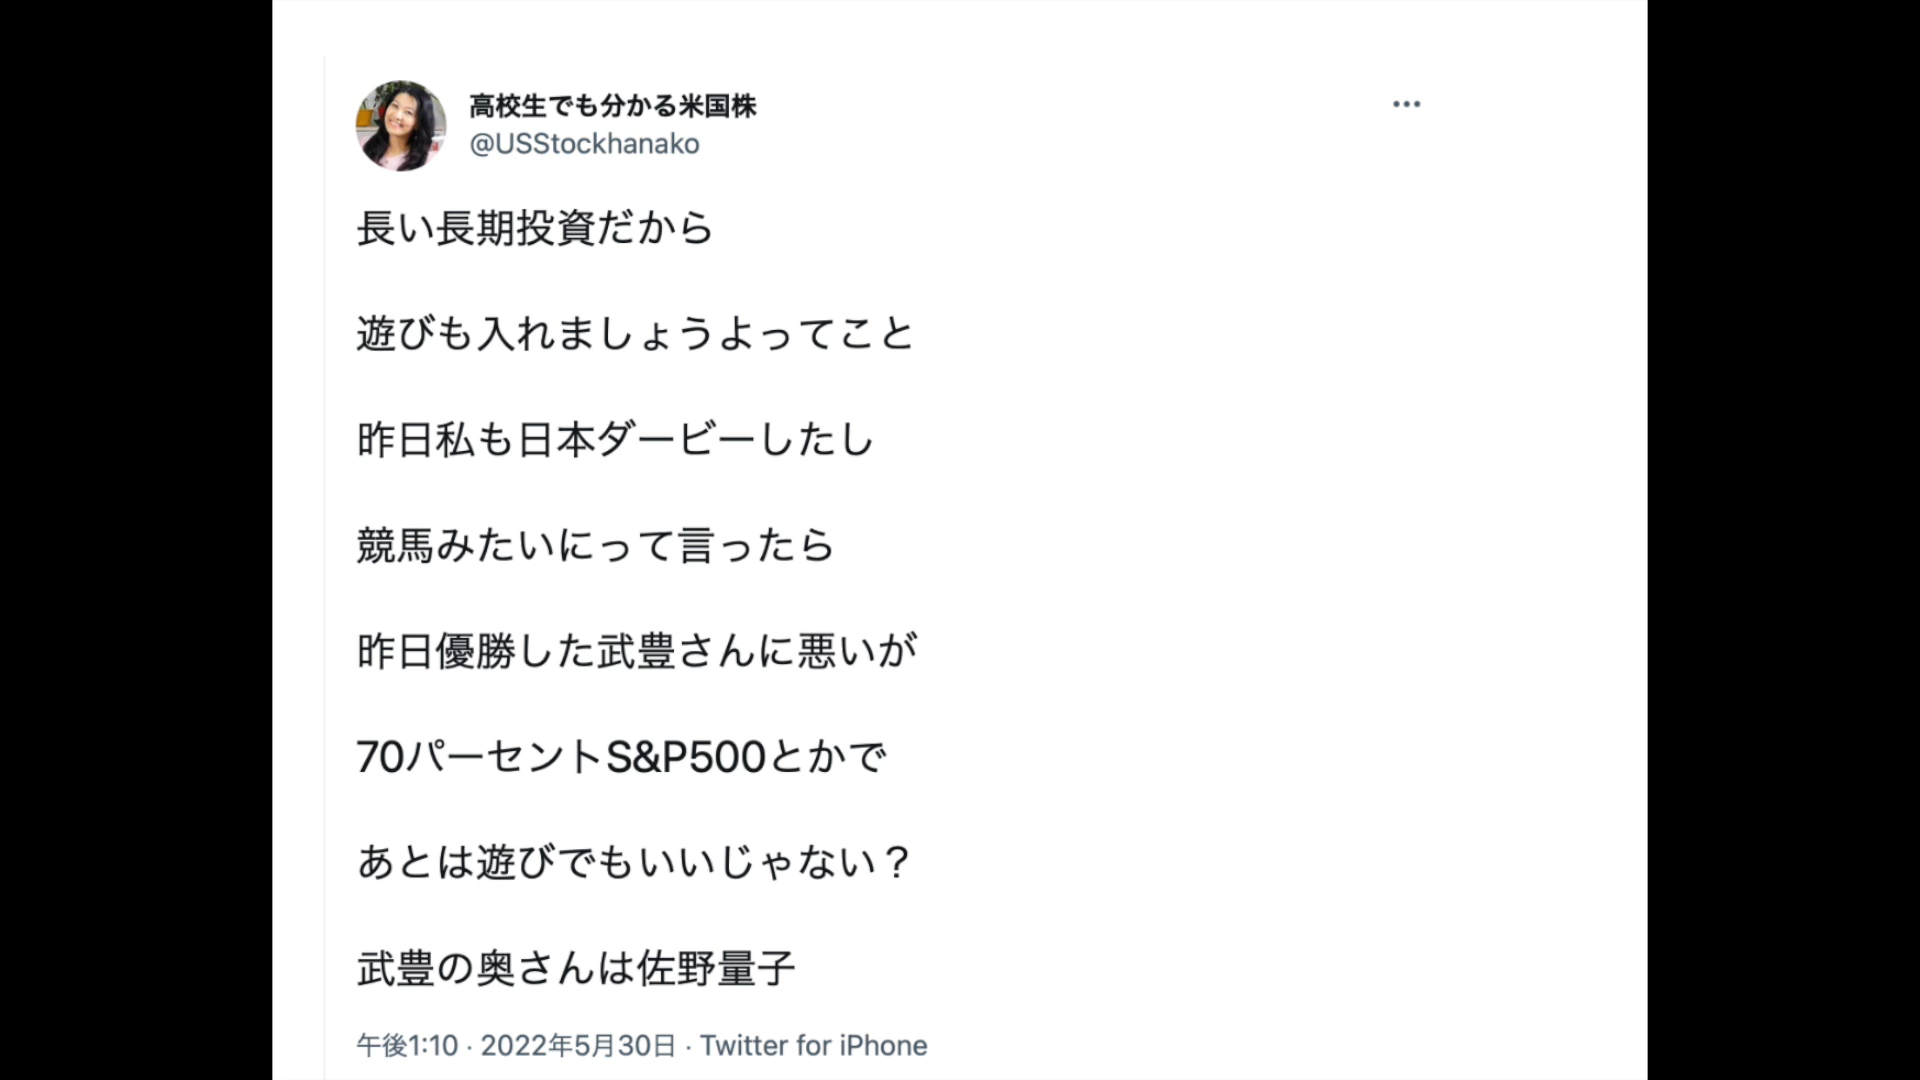 高校生でも分かる米国株
@USStockhanako
長い長期投資だから
遊びも入れましょうよってこと
昨日私も日本ダービーしたし
競馬みたいにって言ったら
昨日優勝した武豊さんに悪いが
70パーセントS&P500とかで
あとは遊びでもいいじゃない？
武豊の奥さんは佐野量子
午後1:10 · 2022年5月30日 · Twitter for iPhone